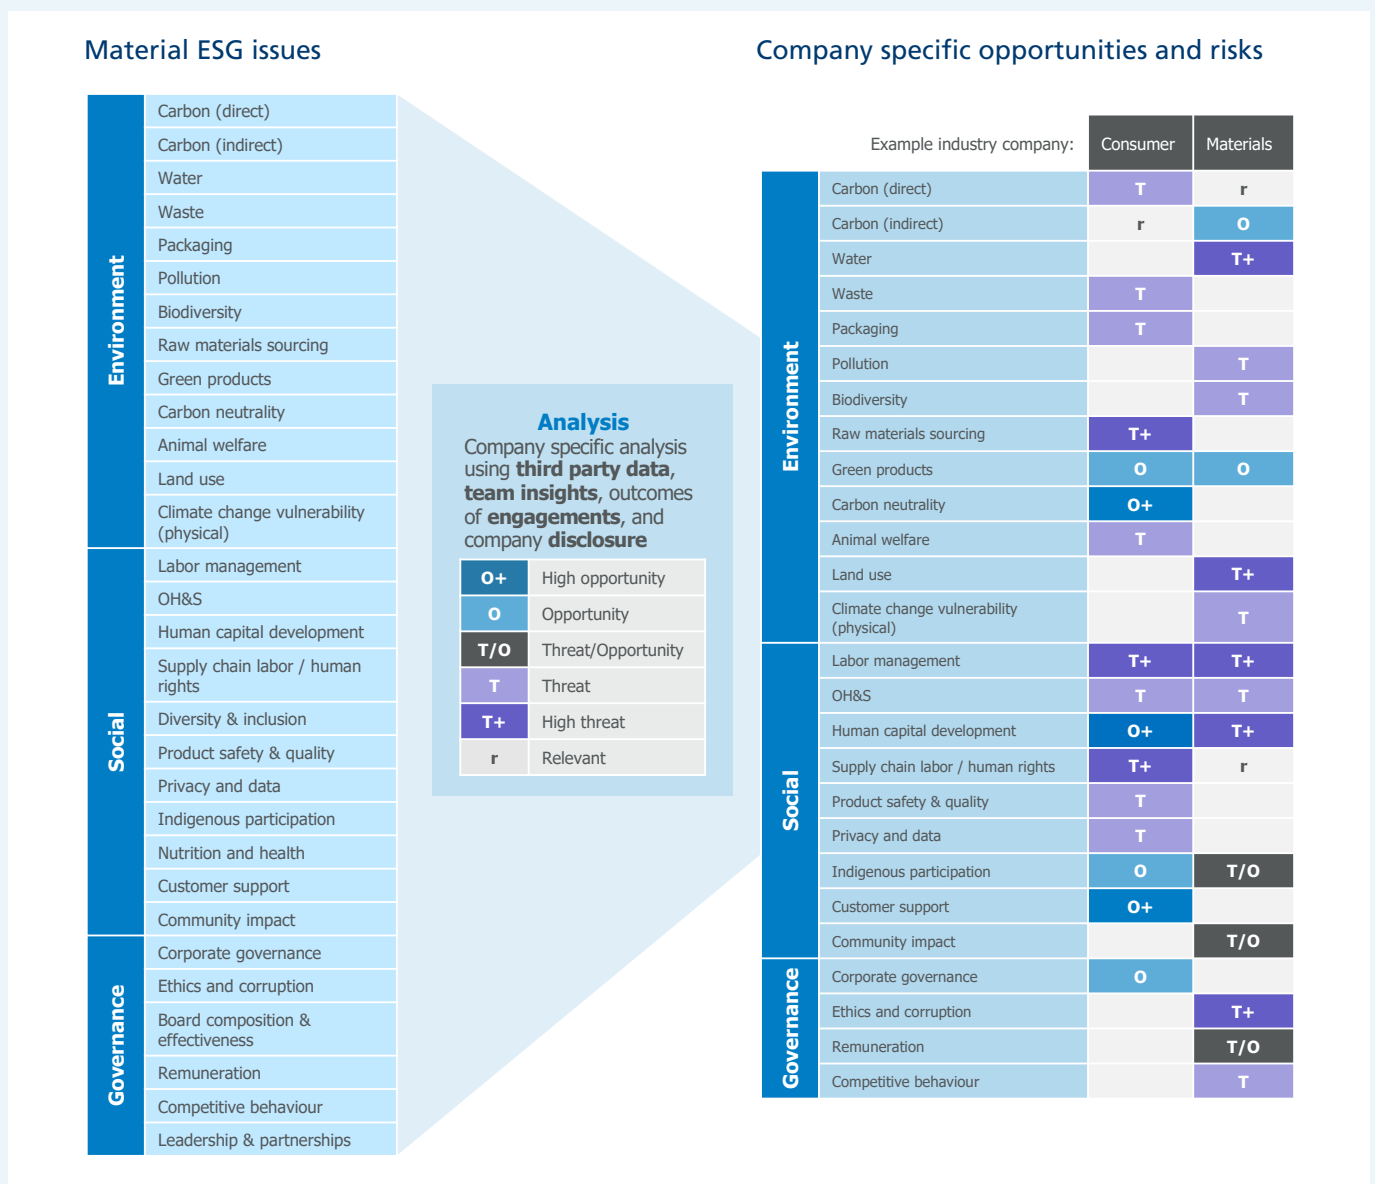 Material ESG issues
Environment
Carbon (direct)
Carbon (indirect)
Water
Waste
Packaging
Pollution
Biodiversity
Raw materials sourcing
Green products
Carbon neutrality
Animal welfare
Land use
Climate change vulnerability
(physical)
Social
Labor management
OH&S
Human capital development
Supply chain labor / human
rights
Diversity & inclusion
Product safety & quality
Privacy and data
Indigenous participation
Nutrition and health
Customer support
Community impact
Governance
Corporate governance
Ethics and corruption
Board composition &
effectiveness
Remuneration
Competitive behaviour
Leadership & partnerships
Analysis
Company specific analysis
using third party data,
team insights, outcomes
of engagements, and
company disclosure
O+ High opportunity
O Opportunity
T/O Threat/Opportunity
T Threat
T+ High threat
r Relevant
Company specific opportunities and risks
Example industry company: Consumer Materials
Environment
Carbon (direct) T r
Carbon (indirect) r O
Water T+
Waste T
Packaging T
Pollution T
Biodiversity T
Raw materials sourcing T+
Green products O O
Carbon neutrality O+
Animal welfare T
Land use T+
Climate change vulnerability
(physical) T
Social
Labor management T+ T+
OH&S T T
Human capital development O+ T+
Supply chain labor / human rights T+ r
Product safety & quality T
Privacy and data T
Indigenous participation O T/O
Customer support O+
Community impact T/O
Governance
Corporate governance O
Ethics and corruption T+
Remuneration T/O
Competitive behaviour T